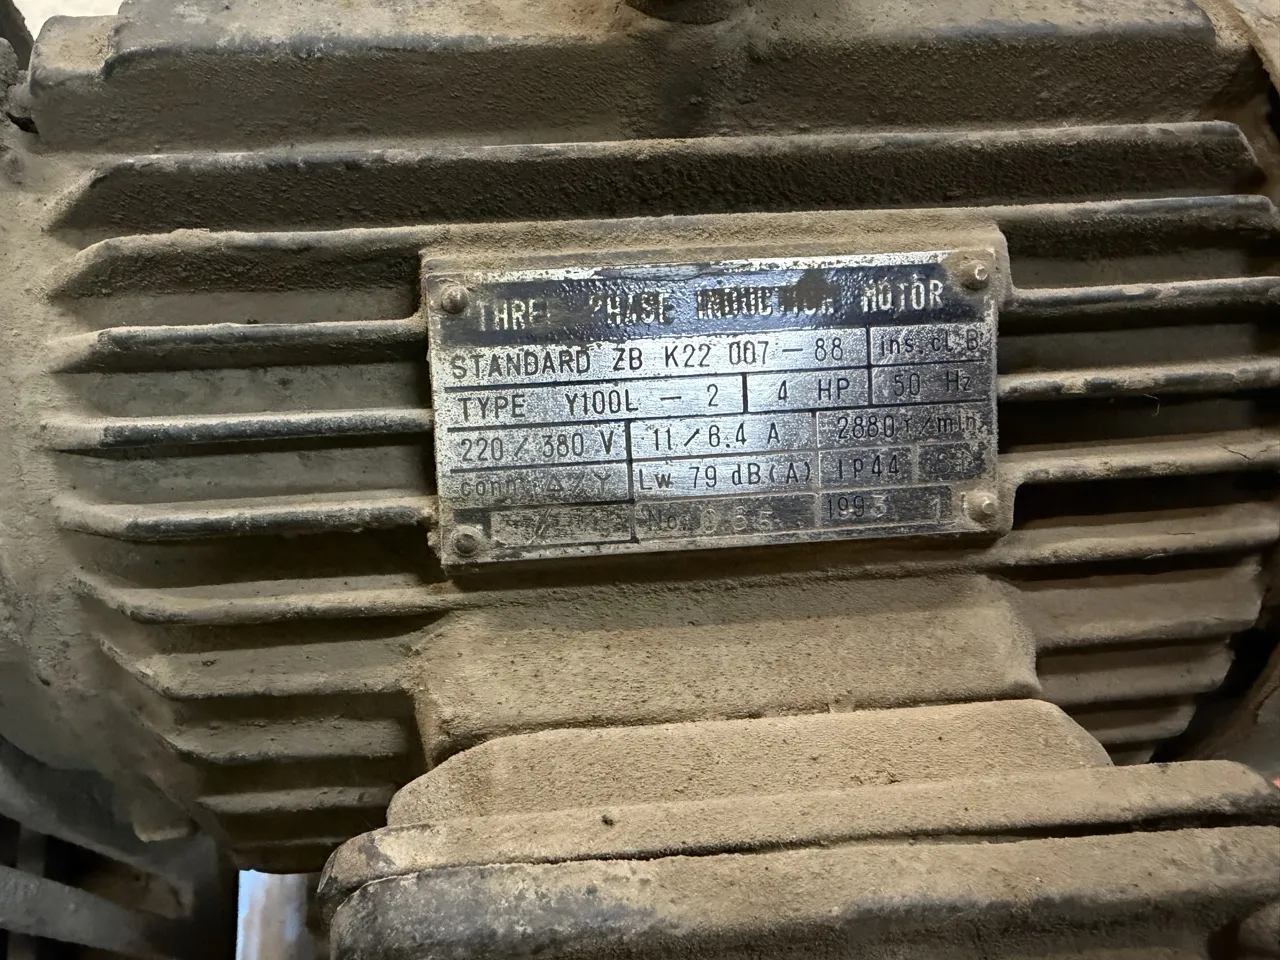 THREE PHASE INDUCTION MOTOR
STANDARD ZB K22 007-88 ins.cl.B
TYPE Y100L-2 4 HP 50 Hz
220/380 V 11/6.4 A 2880 r/min
conn △/Y Lw 79 dB(A) IP44
No 1993 1